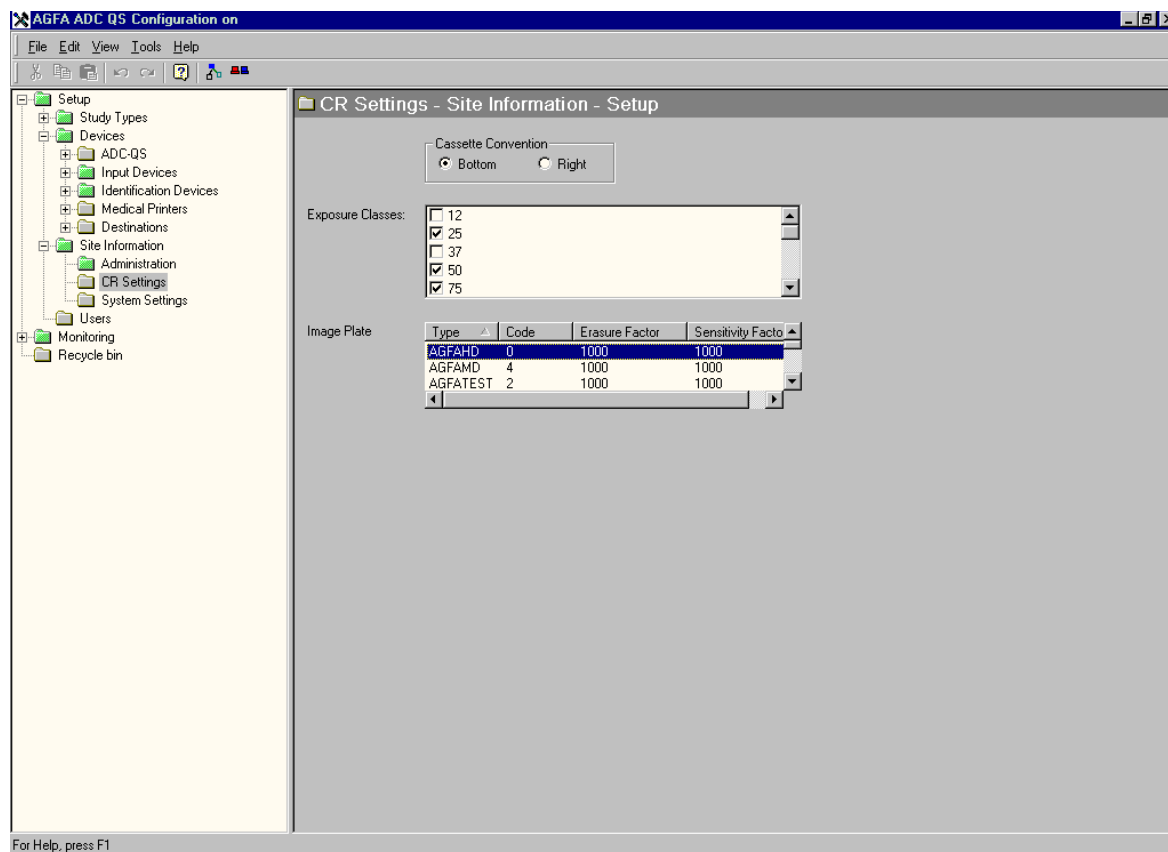 AGFA ADC QS Configuration on
File Edit View Tools Help
Setup
Study Types
Devices
ADC-QS
Input Devices
Identification Devices
Medical Printers
Destinations
Site Information
Administration
CR Settings
System Settings
Users
Monitoring
Recycle bin
CR Settings - Site Information - Setup
Cassette Convention
Bottom Right
Exposure Classes:
12
25
37
50
75
Image Plate
Type Code Erasure Factor Sensitivity Facto
AGFAHD 0 1000 1000
AGFAMD 4 1000 1000
AGFATEST 2 1000 1000
For Help, press F1